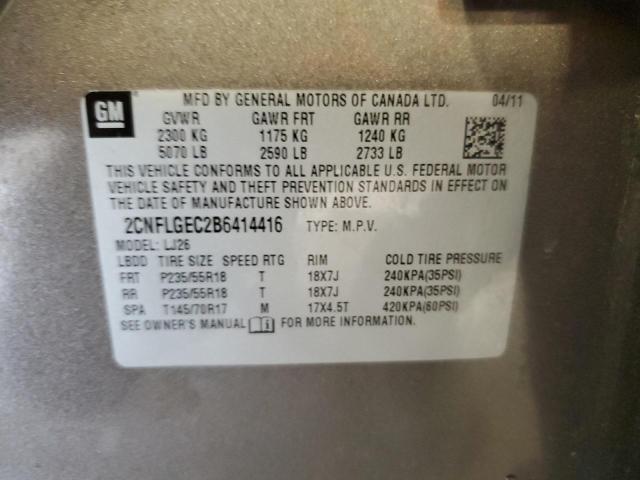 GM
MFD BY GENERAL MOTORS OF CANADA LTD. 04/11
GVWR GAWR FRT GAWR RR
2300 KG 1175 KG 1240 KG
5070 LB 2590 LB 2733 LB
THIS VEHICLE CONFORMS TO ALL APPLICABLE U.S. FEDERAL MOTOR
VEHICLE SAFETY AND THEFT PREVENTION STANDARDS IN EFFECT ON
THE DATE OF MANUFACTURE SHOWN ABOVE.
2CNFLGEC2B6414416 TYPE: M.P.V.
MODEL: LJ26
LBDD TIRE SIZE SPEED RTG RIM COLD TIRE PRESSURE
FRT P235/55R18 T 18X7J 240KPA(35PSI)
RR P235/55R18 T 18X7J 240KPA(35PSI)
SPA T145/70R17 M 17X4.5T 420KPA(60PSI)
SEE OWNER'S MANUAL FOR MORE INFORMATION.